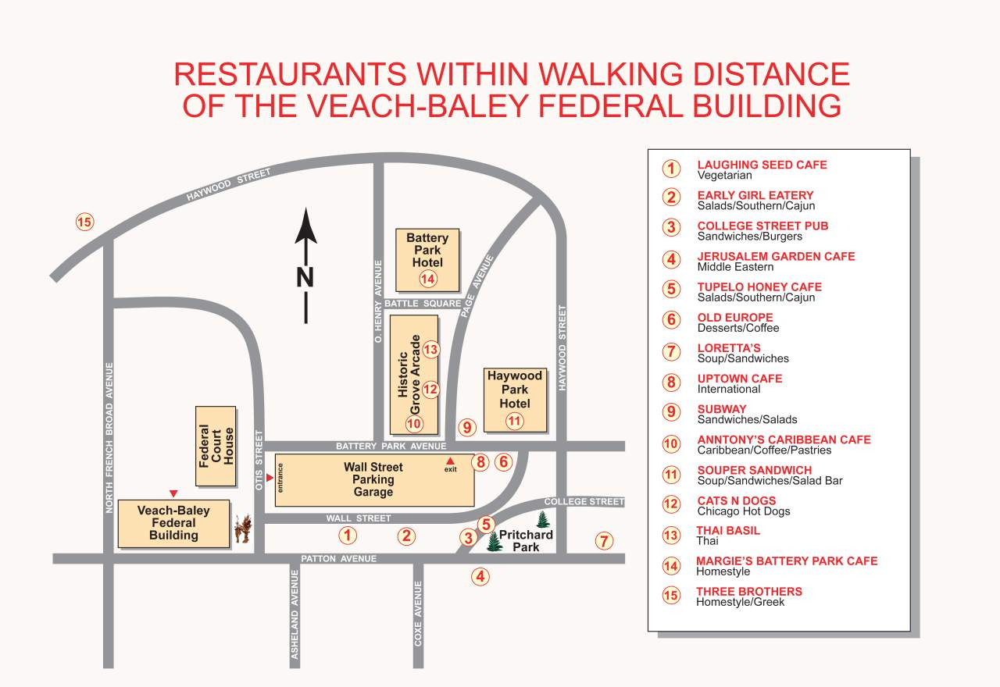 RESTAURANTS WITHIN WALKING DISTANCE
OF THE VEACH-BALEY FEDERAL BUILDING
HAYWOOD STREET
15
N
Battery
Park
Hotel
14
O. HENRY AVENUE
BATTLE SQUARE
PAGE AVENUE
HAYWOOD STREET
Historic
Grove Arcade
13
12
10
Haywood
Park
Hotel
11
9
NORTH FRENCH BROAD AVENUE
Federal
Court
House
OTIS STREET
BATTERY PARK AVENUE
entrance
Wall Street
Parking
Garage
exit
8
6
COLLEGE STREET
Veach-Baley
Federal
Building
WALL STREET
1
2
3
5
Pritchard
Park
7
PATTON AVENUE
4
ASHELAND AVENUE
COXE AVENUE
1 LAUGHING SEED CAFE
Vegetarian
2 EARLY GIRL EATERY
Salads/Southern/Cajun
3 COLLEGE STREET PUB
Sandwiches/Burgers
4 JERUSALEM GARDEN CAFE
Middle Eastern
5 TUPELO HONEY CAFE
Salads/Southern/Cajun
6 OLD EUROPE
Desserts/Coffee
7 LORETTA'S
Soup/Sandwiches
8 UPTOWN CAFE
International
9 SUBWAY
Sandwiches/Salads
10 ANNTONY'S CARIBBEAN CAFE
Caribbean/Coffee/Pastries
11 SOUPER SANDWICH
Soup/Sandwiches/Salad Bar
12 CATS N DOGS
Chicago Hot Dogs
13 THAI BASIL
Thai
14 MARGIE'S BATTERY PARK CAFE
Homestyle
15 THREE BROTHERS
Homestyle/Greek